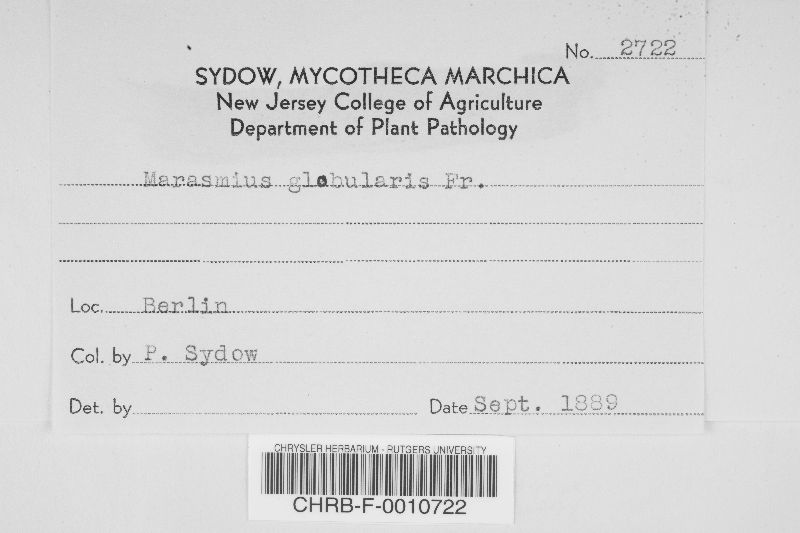 No. 2722
SYDOW, MYCOTHECA MARCHICA
New Jersey College of Agriculture
Department of Plant Pathology
Marasmius globularis Fr.
Loc. Berlin
Col. by P. Sydow
Det. by Date Sept. 1889
CHRYSLER HERBARIUM - RUTGERS UNIVERSITY
CHRB-F-0010722